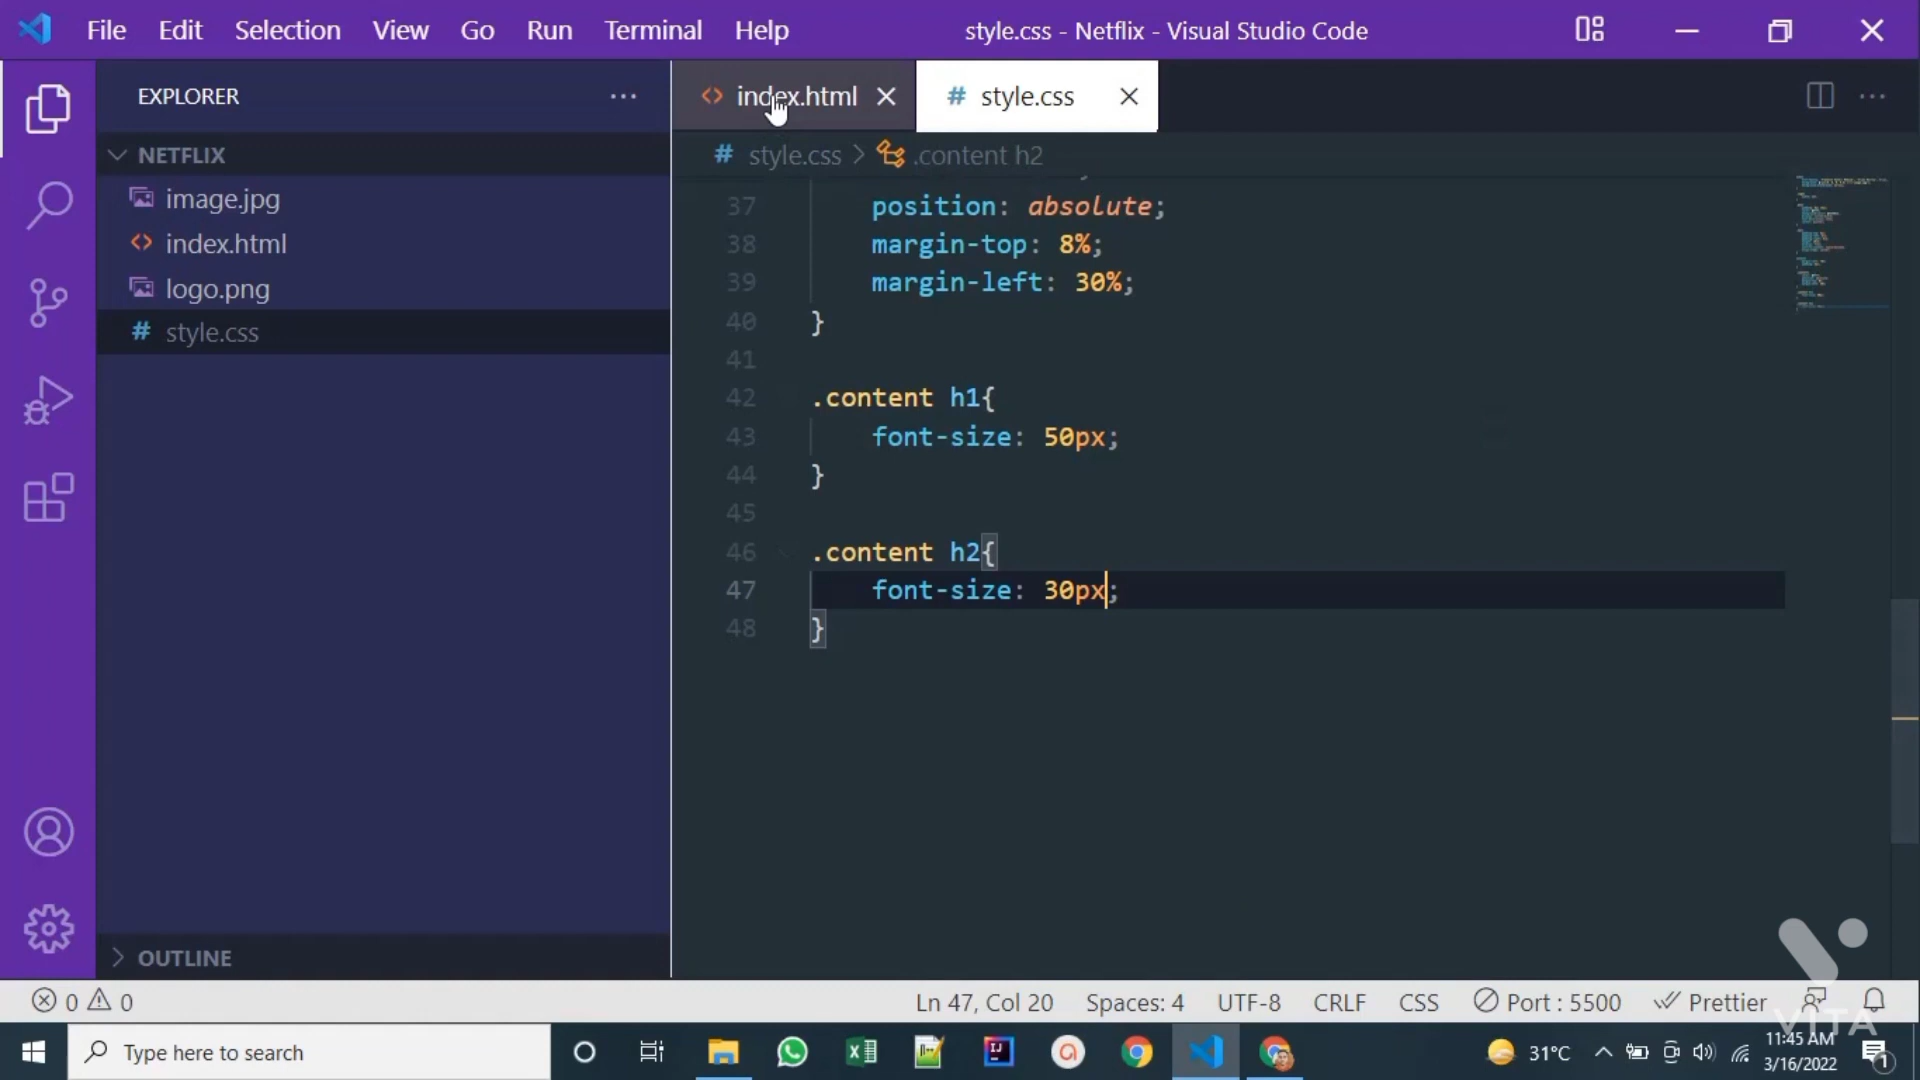 File Edit Selection View Go Run Terminal Help style.css - Netflix - Visual Studio Code
EXPLORER
NETFLIX
image.jpg
index.html
logo.png
style.css
OUTLINE
index.html
# style.css
# style.css > .content h2
37 position: absolute;
38 margin-top: 8%;
39 margin-left: 30%;
40 }
41
42 .content h1{
43 font-size: 50px;
44 }
45
46 .content h2{
47 font-size: 30px;
48 }
0 0 Ln 47, Col 20 Spaces: 4 UTF-8 CRLF CSS Port : 5500 Prettier
VITA
Type here to search 31°C 11:45 AM
3/16/2022 1